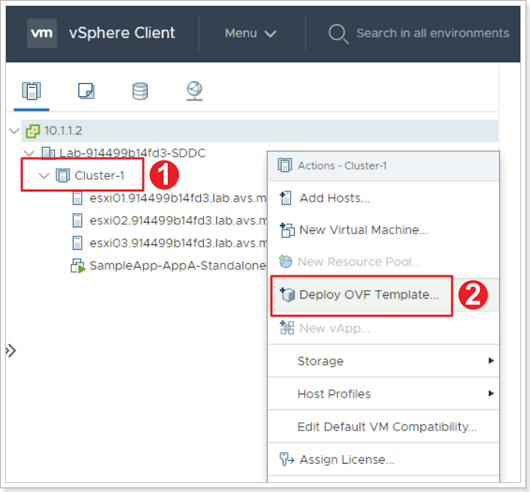 vm vSphere Client Menu Search in all environments
10.1.1.2
Lab-914499b14fd3-SDDC
Cluster-1 1
esxi01.914499b14fd3.lab.avs.m
esxi02.914499b14fd3.lab.avs.m
esxi03.914499b14fd3.lab.avs.m
SampleApp-AppA-Standalone
Actions - Cluster-1
Add Hosts...
New Virtual Machine...
New Resource Pool...
Deploy OVF Template... 2
New vApp...
Storage
Host Profiles
Edit Default VM Compatibility...
Assign License...